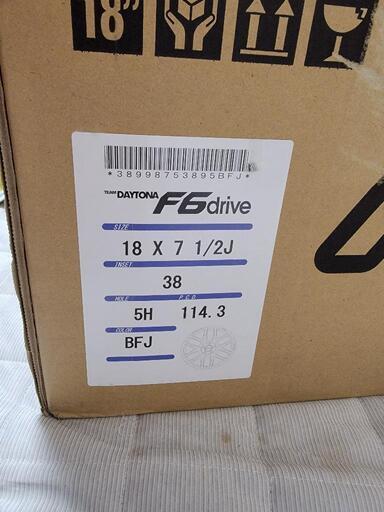 18"
*38998753895BFJ*
TEAM DAYTONA F6drive
SIZE
18 X 7 1/2J
INSET
38
HOLE P.C.D
5H 114.3
COLOR
BFJ